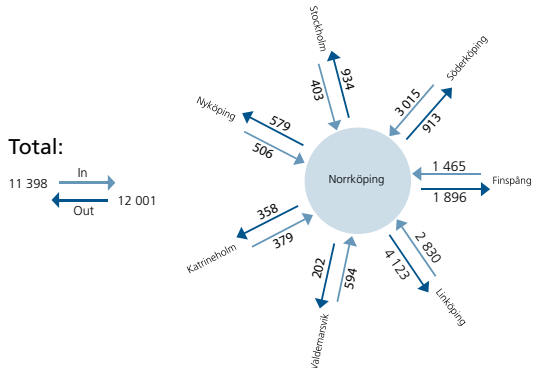 Total:
In
11 398
12 001
Out
Norrköping
Stockholm
403
934
Söderköping
3 015
913
1 465
1 896
Finspång
2 830
4 123
Linköping
594
202
Valdemarsvik
358
379
Katrineholm
Nyköping
579
506